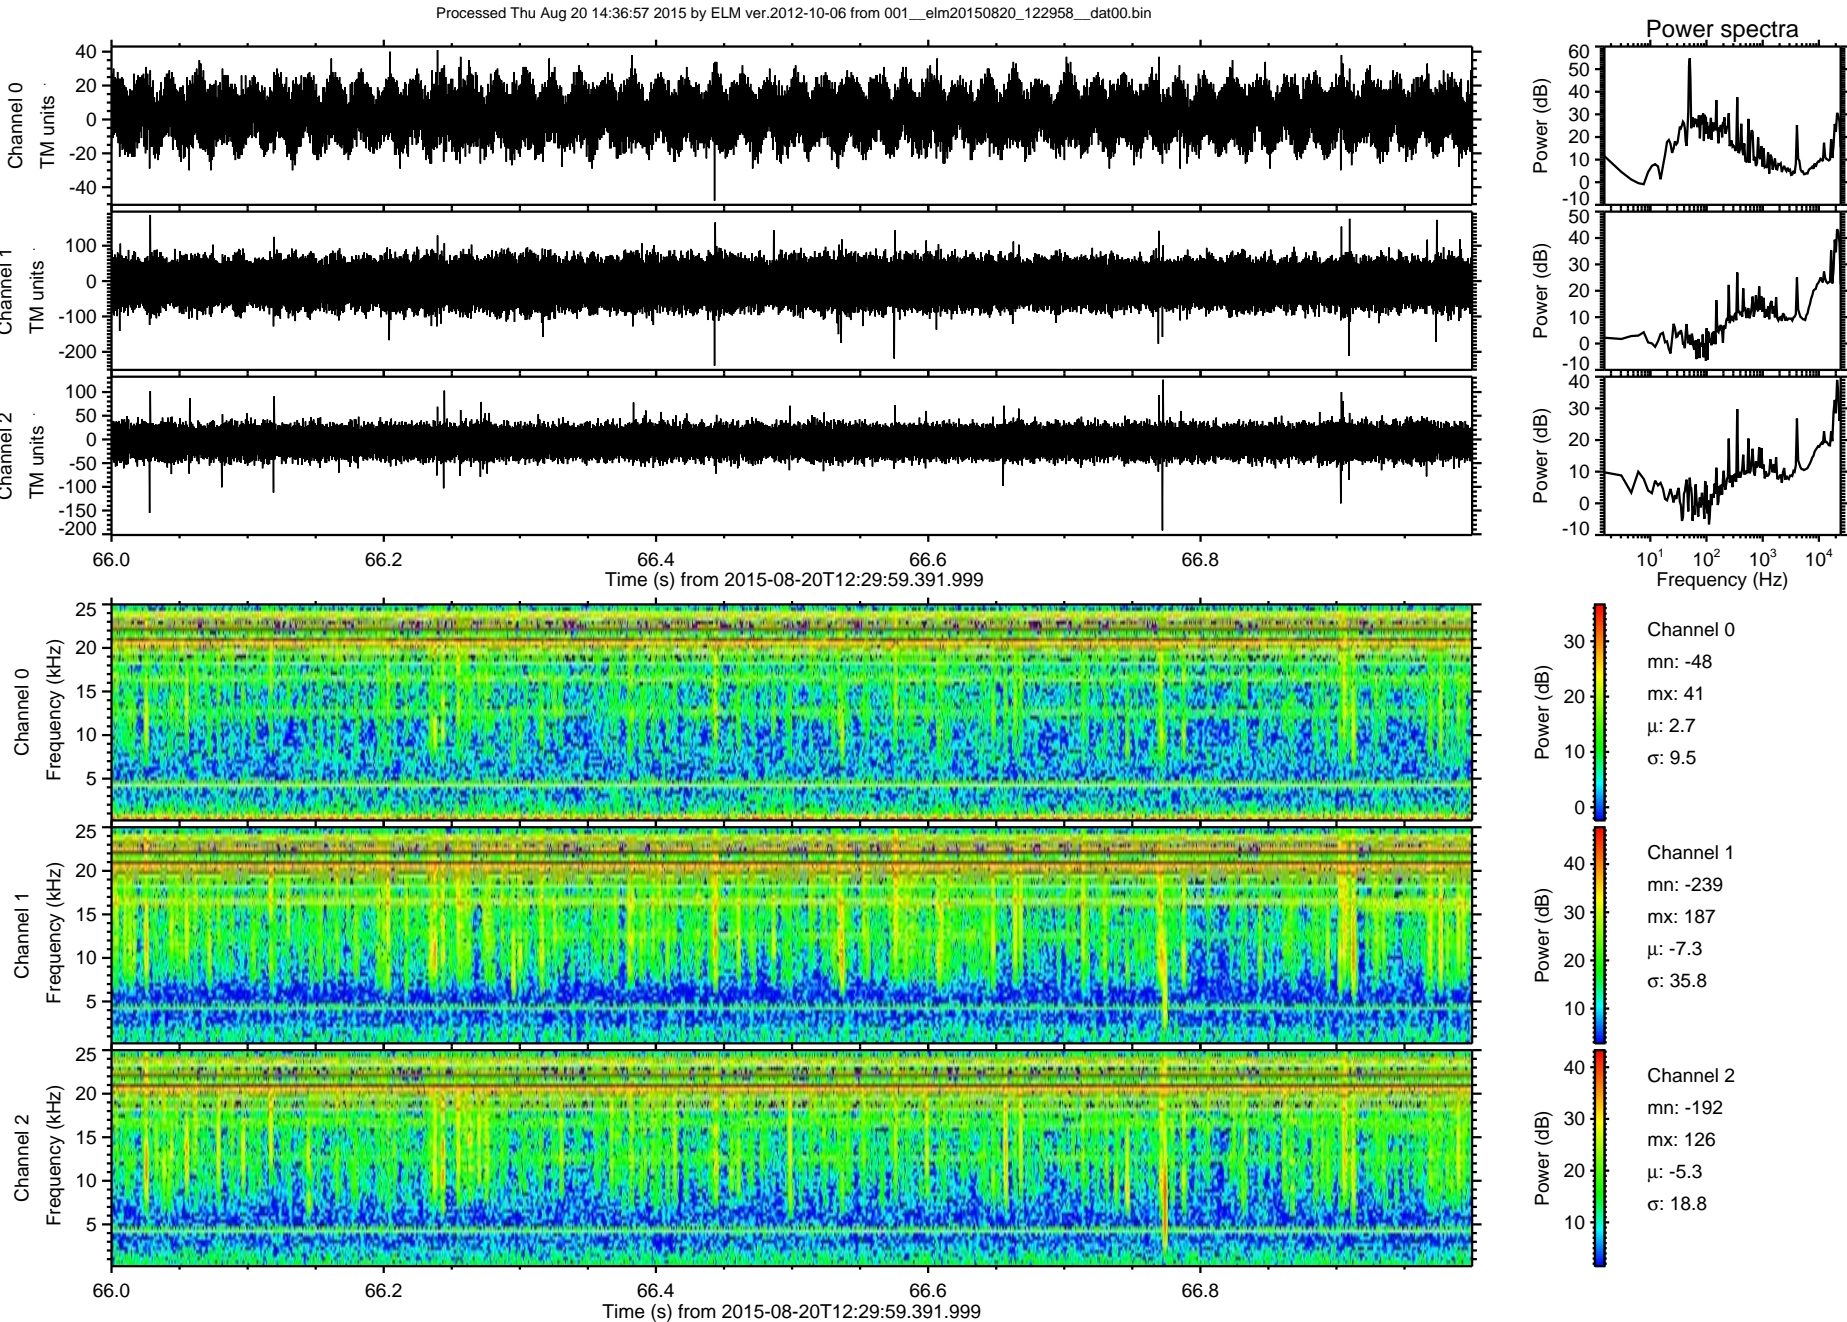 Processed Thu Aug 20 14:36:57 2015 by ELM ver.2012-10-06 from 001__elm20150820_122958__dat00.bin
Power spectra
Channel 0
TM units
40
20
0
-20
-40
Power (dB)
60
50
40
30
20
10
0
-10
Channel 1
TM units
100
0
-100
-200
Power (dB)
50
40
30
20
10
0
-10
Channel 2
TM units
100
50
0
-50
-100
-150
-200
Power (dB)
40
30
20
10
0
-10
66.0 66.2 66.4 66.6 66.8
Time (s) from 2015-08-20T12:29:59.391.999
10¹ 10² 10³ 10⁴
Frequency (Hz)
Channel 0
Frequency (kHz)
25
20
15
10
5
Power (dB)
30
20
10
0
Channel 0
mn: -48
mx: 41
μ: 2.7
σ: 9.5
Channel 1
Frequency (kHz)
25
20
15
10
5
Power (dB)
40
30
20
10
Channel 1
mn: -239
mx: 187
μ: -7.3
σ: 35.8
Channel 2
Frequency (kHz)
25
20
15
10
5
Power (dB)
40
30
20
10
Channel 2
mn: -192
mx: 126
μ: -5.3
σ: 18.8
66.0 66.2 66.4 66.6 66.8
Time (s) from 2015-08-20T12:29:59.391.999